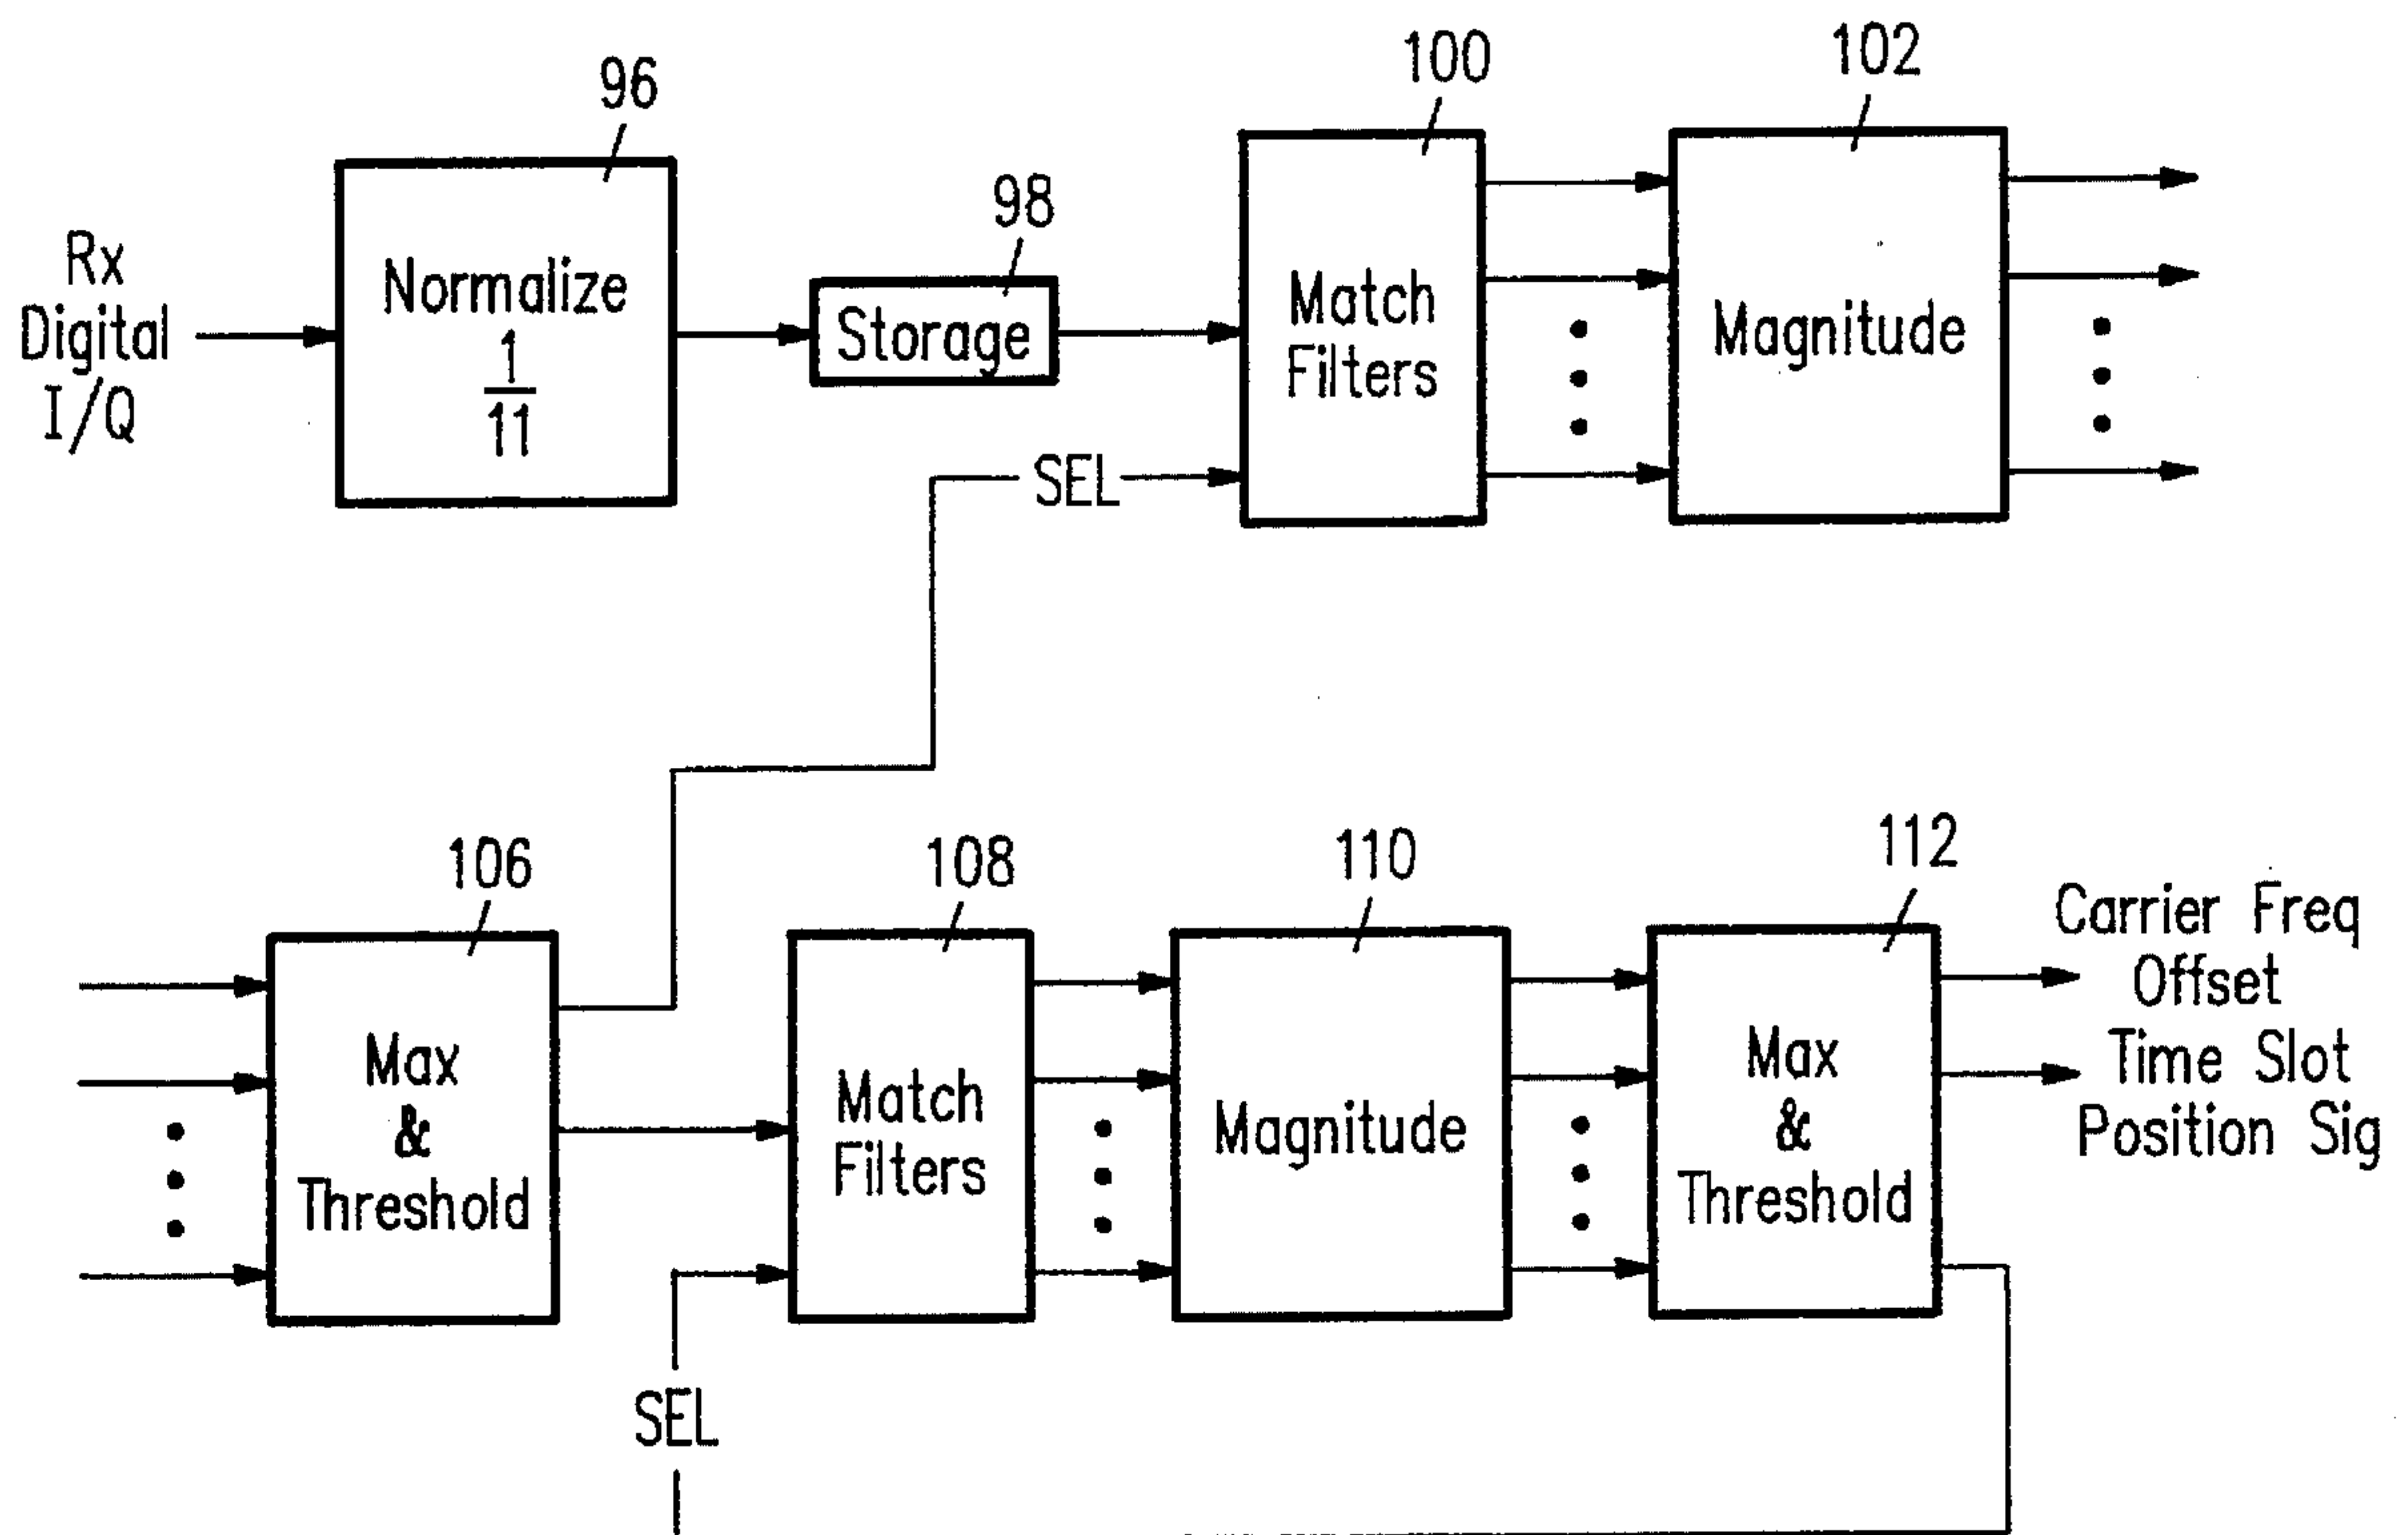 96
Rx
Digital
I/Q
Normalize
1
11
98
Storage
100
Match
Filters
SEL
102
Magnitude
106
Max
&
Threshold
108
Match
Filters
SEL
110
Magnitude
112
Max
&
Threshold
Carrier Freq
Offset
Time Slot
Position Sig